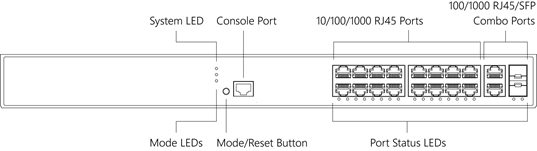 100/1000 RJ45/SFP
System LED
Console Port
10/100/1000 RJ45 Ports
Combo Ports
Mode LEDs
Mode/Reset Button
Port Status LEDs